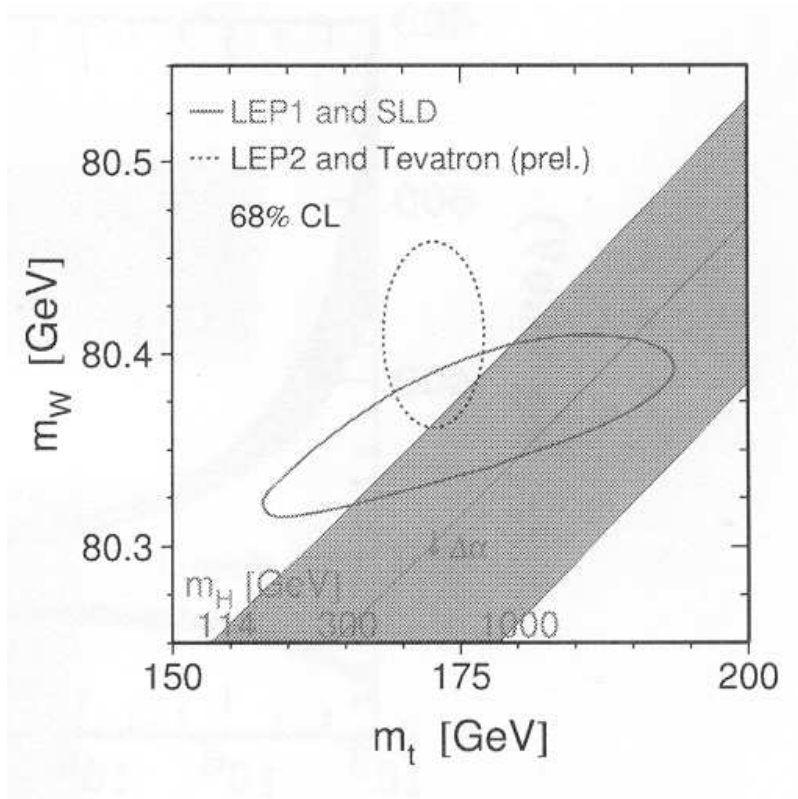 LEP1 and SLD
LEP2 and Tevatron (prel.)
68% CL
80.5
80.4
80.3
m_W [GeV]
Δα
m_H [GeV]
114 300 1000
150 175 200
m_t [GeV]